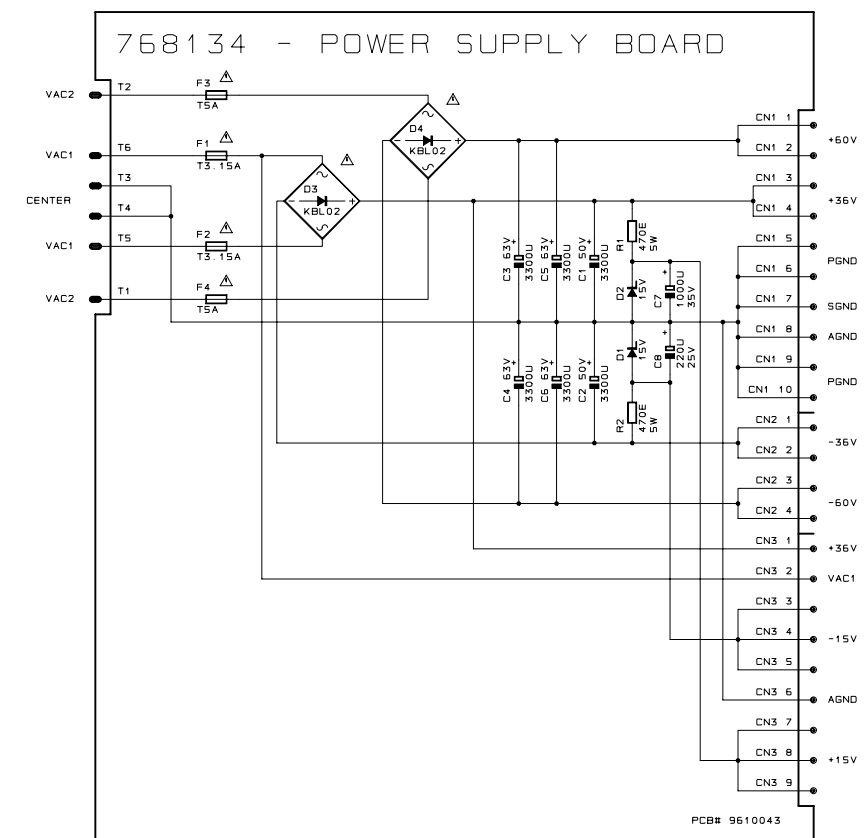 768134 - POWER SUPPLY BOARD
VAC2
T2
F3
T5A
VAC1
T6
F1
T3.15A
T3
CENTER
T4
VAC1
T5
F2
T3.15A
VAC2
T1
F4
T5A
D4
KBL02
D3
KBL02
C3 63V
3300U
C5 63V
3300U
C1 50V
3300U
R1
470E
5W
D2
15V
C7
1000U
35V
C4 63V
3300U
C6 63V
3300U
C2 50V
3300U
D1
15V
C8
220U
25V
R2
470E
5W
CN1 1
+60V
CN1 2
CN1 3
+36V
CN1 4
CN1 5
PGND
CN1 6
CN1 7
SGND
CN1 8
AGND
CN1 9
PGND
CN1 10
CN2 1
-36V
CN2 2
CN2 3
-60V
CN2 4
CN3 1
+36V
CN3 2
VAC1
CN3 3
CN3 4
-15V
CN3 5
CN3 6
AGND
CN3 7
CN3 8
+15V
CN3 9
PCB# 9610043